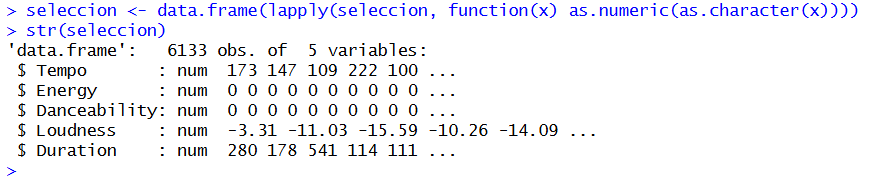 > seleccion <- data.frame(lapply(seleccion, function(x) as.numeric(as.character(x))))
> str(seleccion)
'data.frame':   6133 obs. of  5 variables:
 $ Tempo       : num  173 147 109 222 100 ...
 $ Energy      : num  0 0 0 0 0 0 0 0 0 0 ...
 $ Danceability: num  0 0 0 0 0 0 0 0 0 0 ...
 $ Loudness    : num  -3.31 -11.03 -15.59 -10.26 -14.09 ...
 $ Duration    : num  280 178 541 114 111 ...
>